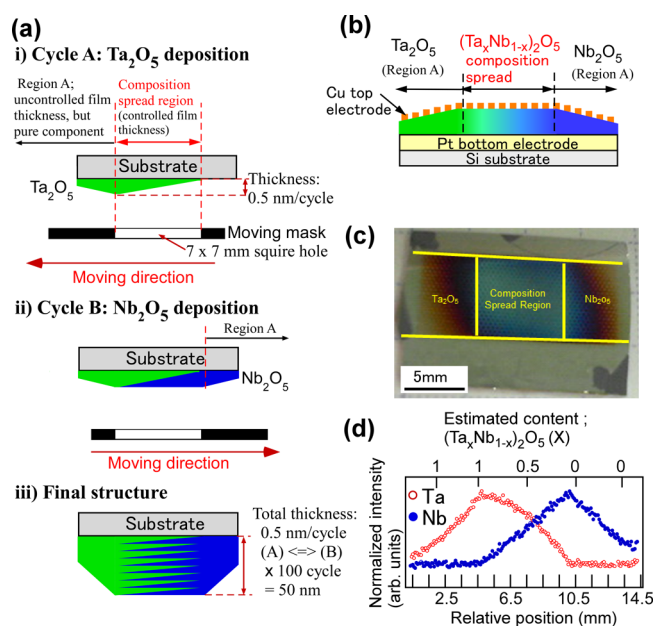 (a)
i) Cycle A: Ta2O5 deposition
Region A;
uncontrolled film
thickness, but
pure component
Composition
spread region
(controlled film
thickness)
Substrate
Ta2O5
Thickness:
0.5 nm/cycle
Moving mask
7 x 7 mm squire hole
Moving direction
ii) Cycle B: Nb2O5 deposition
Region A
Substrate
Nb2O5
Moving direction
iii) Final structure
Substrate
Total thickness:
0.5 nm/cycle
(A) <=> (B)
x 100 cycle
= 50 nm
(b)
Ta2O5
(Region A)
(TaxNb1-x)2O5
composition
spread
Nb2O5
(Region A)
Cu top
electrode
Pt bottom electrode
Si substrate
(c)
Ta2O5
Composition
Spread Region
Nb2o5
5mm
(d)
Estimated content ;
(TaxNb1-x)2O5 (X)
1 1 0.5 0 0
Ta
Nb
Normalized intensity
(arb. units)
2.5 6.5 10.5 14.5
Relative position (mm)